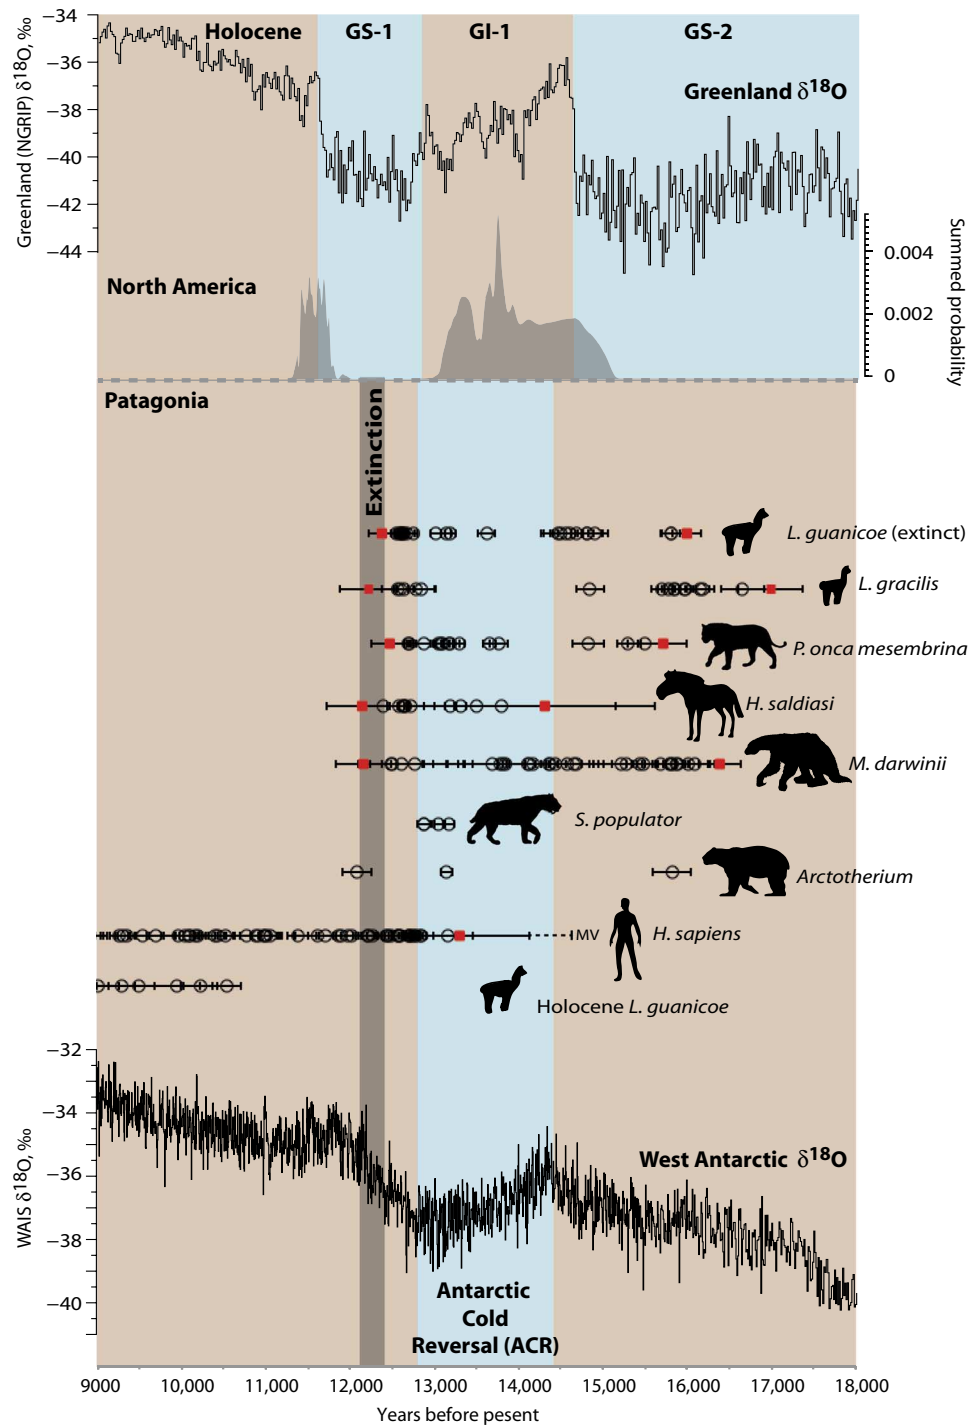 Holocene
GS-1
GI-1
GS-2
−34
−36
−38
−40
−42
−44
Greenland (NGRIP) δ18O, ‰
Greenland δ18O
North America
Summed probability
0.004
0.002
0
Patagonia
Extinction
L. guanicoe (extinct)
L. gracilis
P. onca mesembrina
H. saldiasi
M. darwinii
S. populator
Arctotherium
MV
H. sapiens
Holocene L. guanicoe
−32
−34
−36
−38
−40
WAIS δ18O, ‰
West Antarctic δ18O
Antarctic
Cold
Reversal (ACR)
9000 10,000 11,000 12,000 13,000 14,000 15,000 16,000 17,000 18,000
Years before pesent